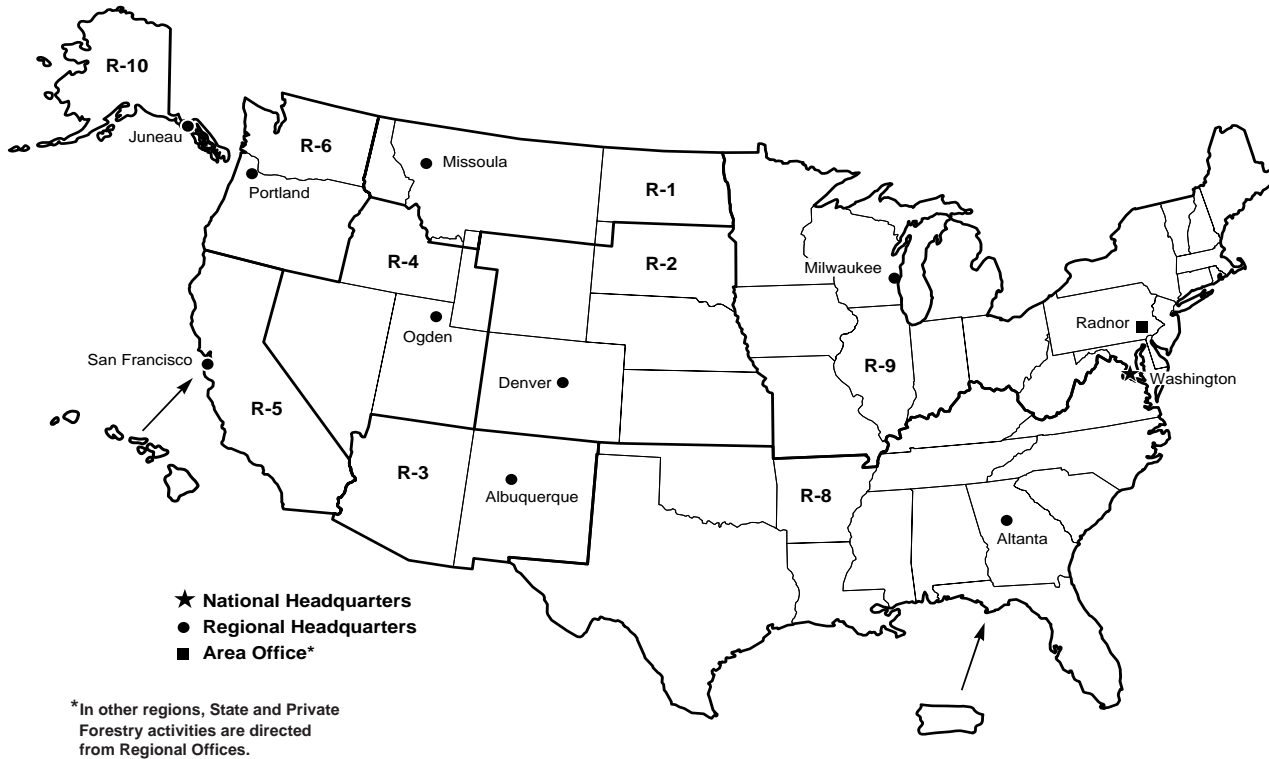 R-10
Juneau
R-6
Portland
Missoula
R-1
R-4
R-2
Milwaukee
Ogden
Radnor
San Francisco
Denver
R-9
Washington
R-5
R-3
Albuquerque
R-8
Altanta
★ National Headquarters
● Regional Headquarters
■ Area Office*
*In other regions, State and Private
Forestry activities are directed
from Regional Offices.